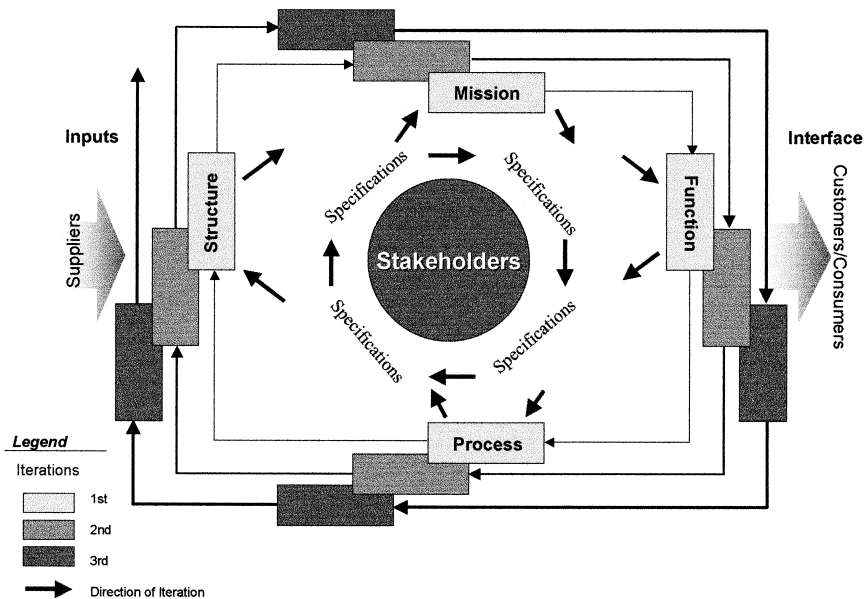 Mission
Inputs
Interface
Specifications
Specifications
Structure
Function
Suppliers
Stakeholders
Customers/Consumers
Specifications
Specifications
Process
Legend
Iterations
1st
2nd
3rd
Direction of Iteration